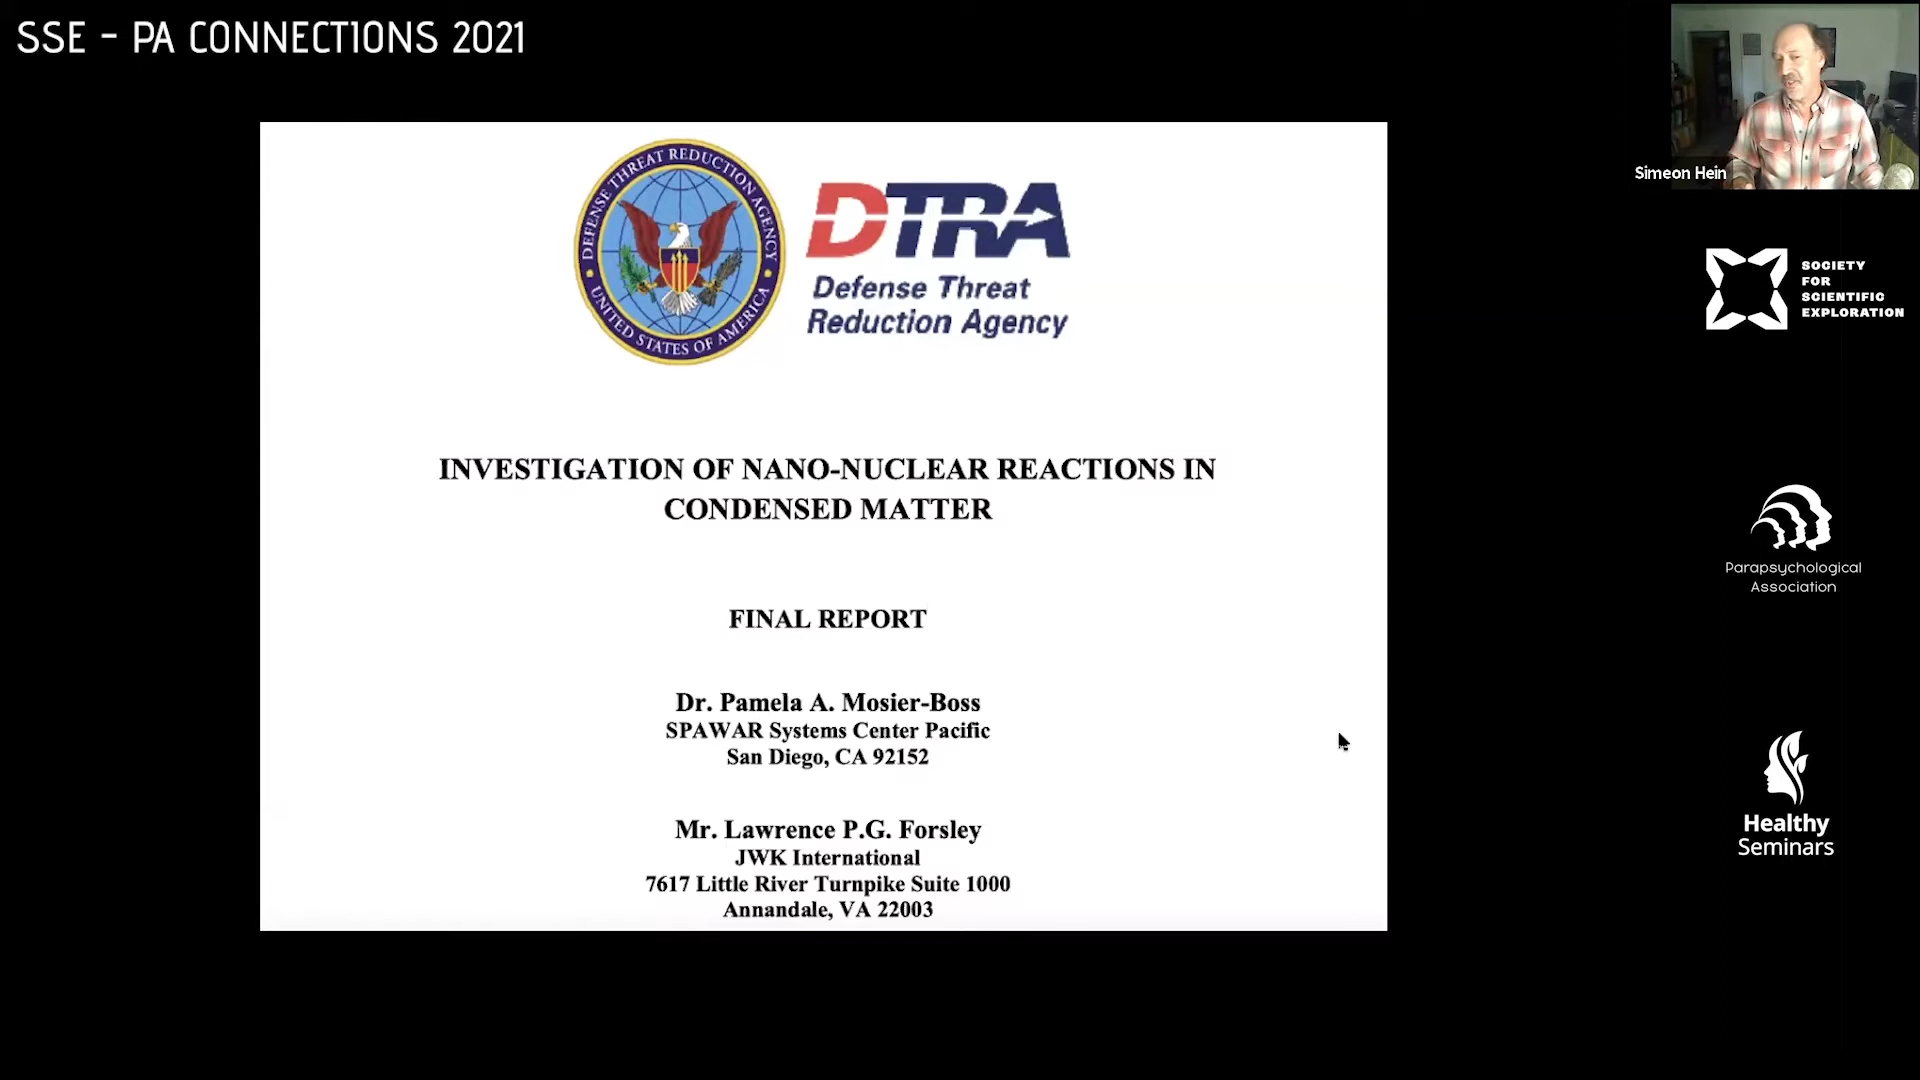 SSE - PA CONNECTIONS 2021
Simeon Hein
DEFENSE THREAT REDUCTION AGENCY
UNITED STATES OF AMERICA
DTRA
Defense Threat
Reduction Agency
INVESTIGATION OF NANO-NUCLEAR REACTIONS IN
CONDENSED MATTER
FINAL REPORT
Dr. Pamela A. Mosier-Boss
SPAWAR Systems Center Pacific
San Diego, CA 92152
Mr. Lawrence P.G. Forsley
JWK International
7617 Little River Turnpike Suite 1000
Annandale, VA 22003
SOCIETY
FOR
SCIENTIFIC
EXPLORATION
Parapsychological
Association
Healthy
Seminars